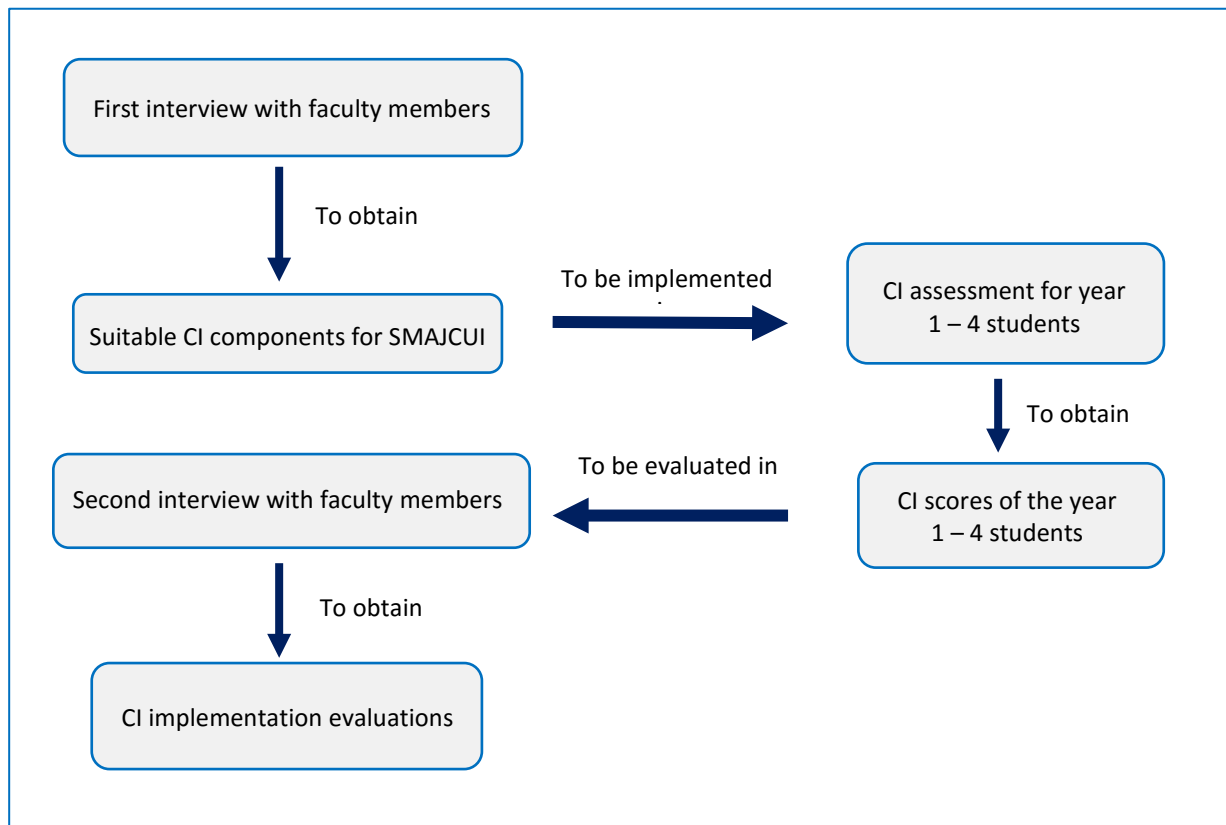 First interview with faculty members
To obtain
Suitable CI components for SMAJCUI
To be implemented
CI assessment for year
1 – 4 students
To obtain
CI scores of the year
1 – 4 students
To be evaluated in
Second interview with faculty members
To obtain
CI implementation evaluations